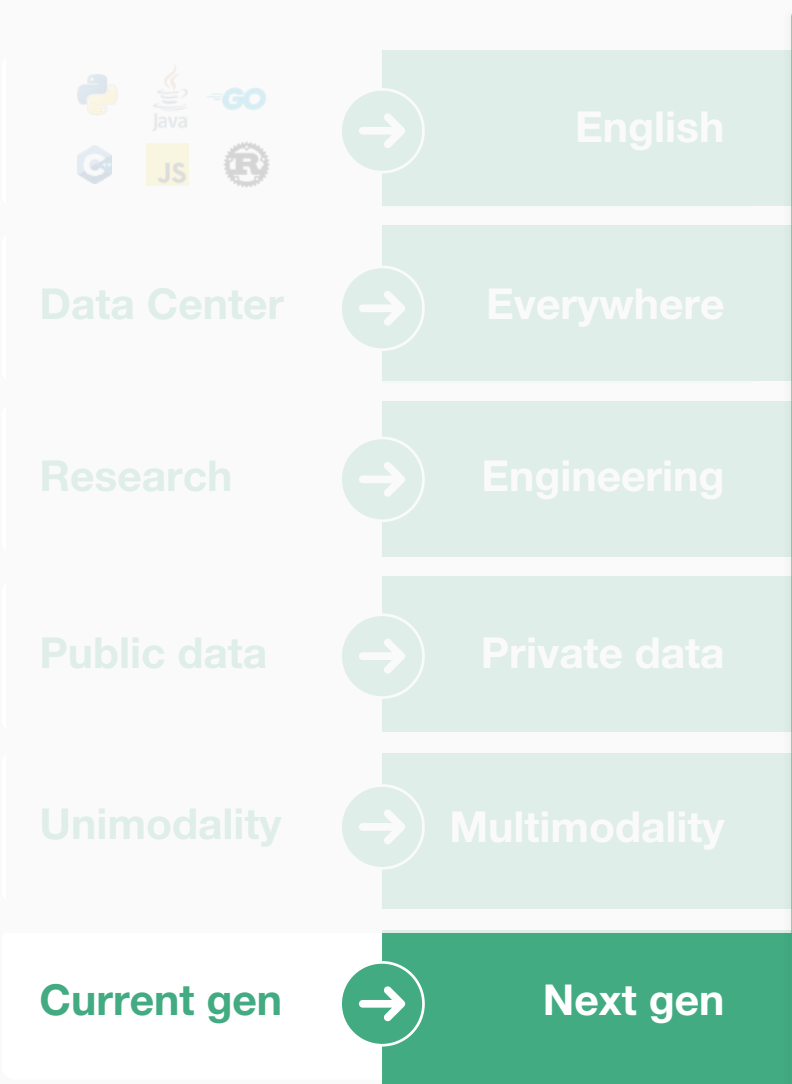 Java
GO
English
C
JS
R
Data Center
Everywhere
Research
Engineering
Public data
Private data
Unimodality
Multimodality
Current gen
Next gen